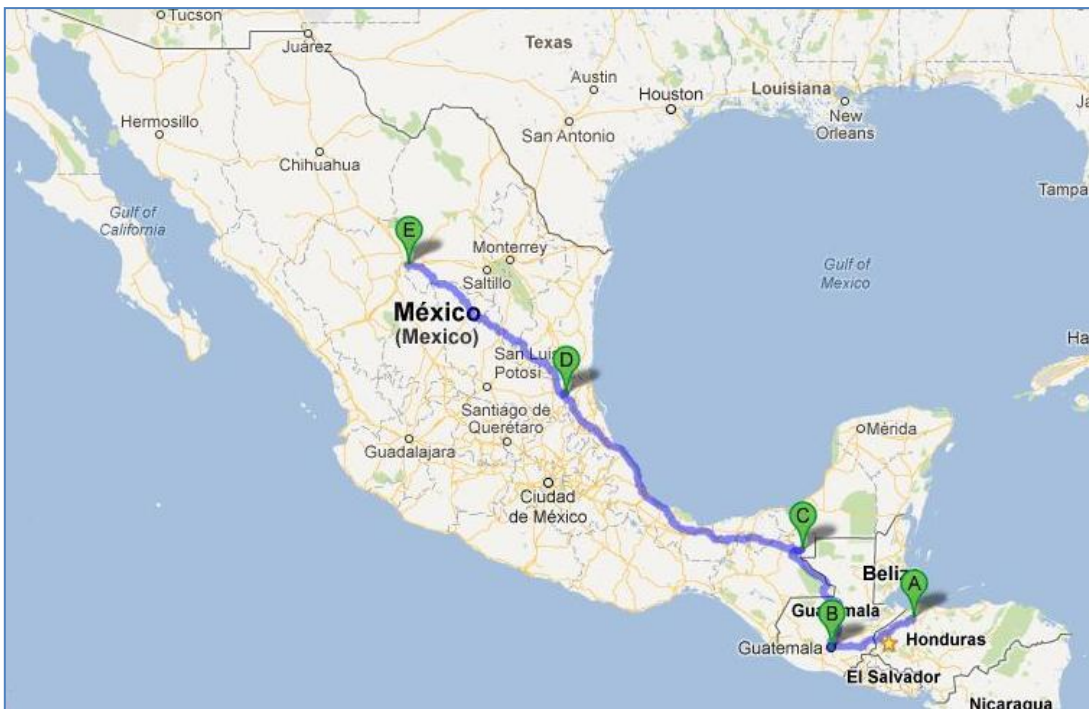 Tucson
Juárez
Texas
Austin
Houston
Louisiana
New
Orleans
Hermosillo
San Antonio
Chihuahua
Tampa
Gulf of
California
E
Monterrey
Saltillo
Gulf of
Mexico
México
(Mexico)
Ha
San Luis
Potosí
D
Santiago de
Querétaro
Mérida
Guadalajara
Ciudad
de México
C
Beliz
A
Guatemala
B
Guatemala
Honduras
El Salvador
Nicaragua